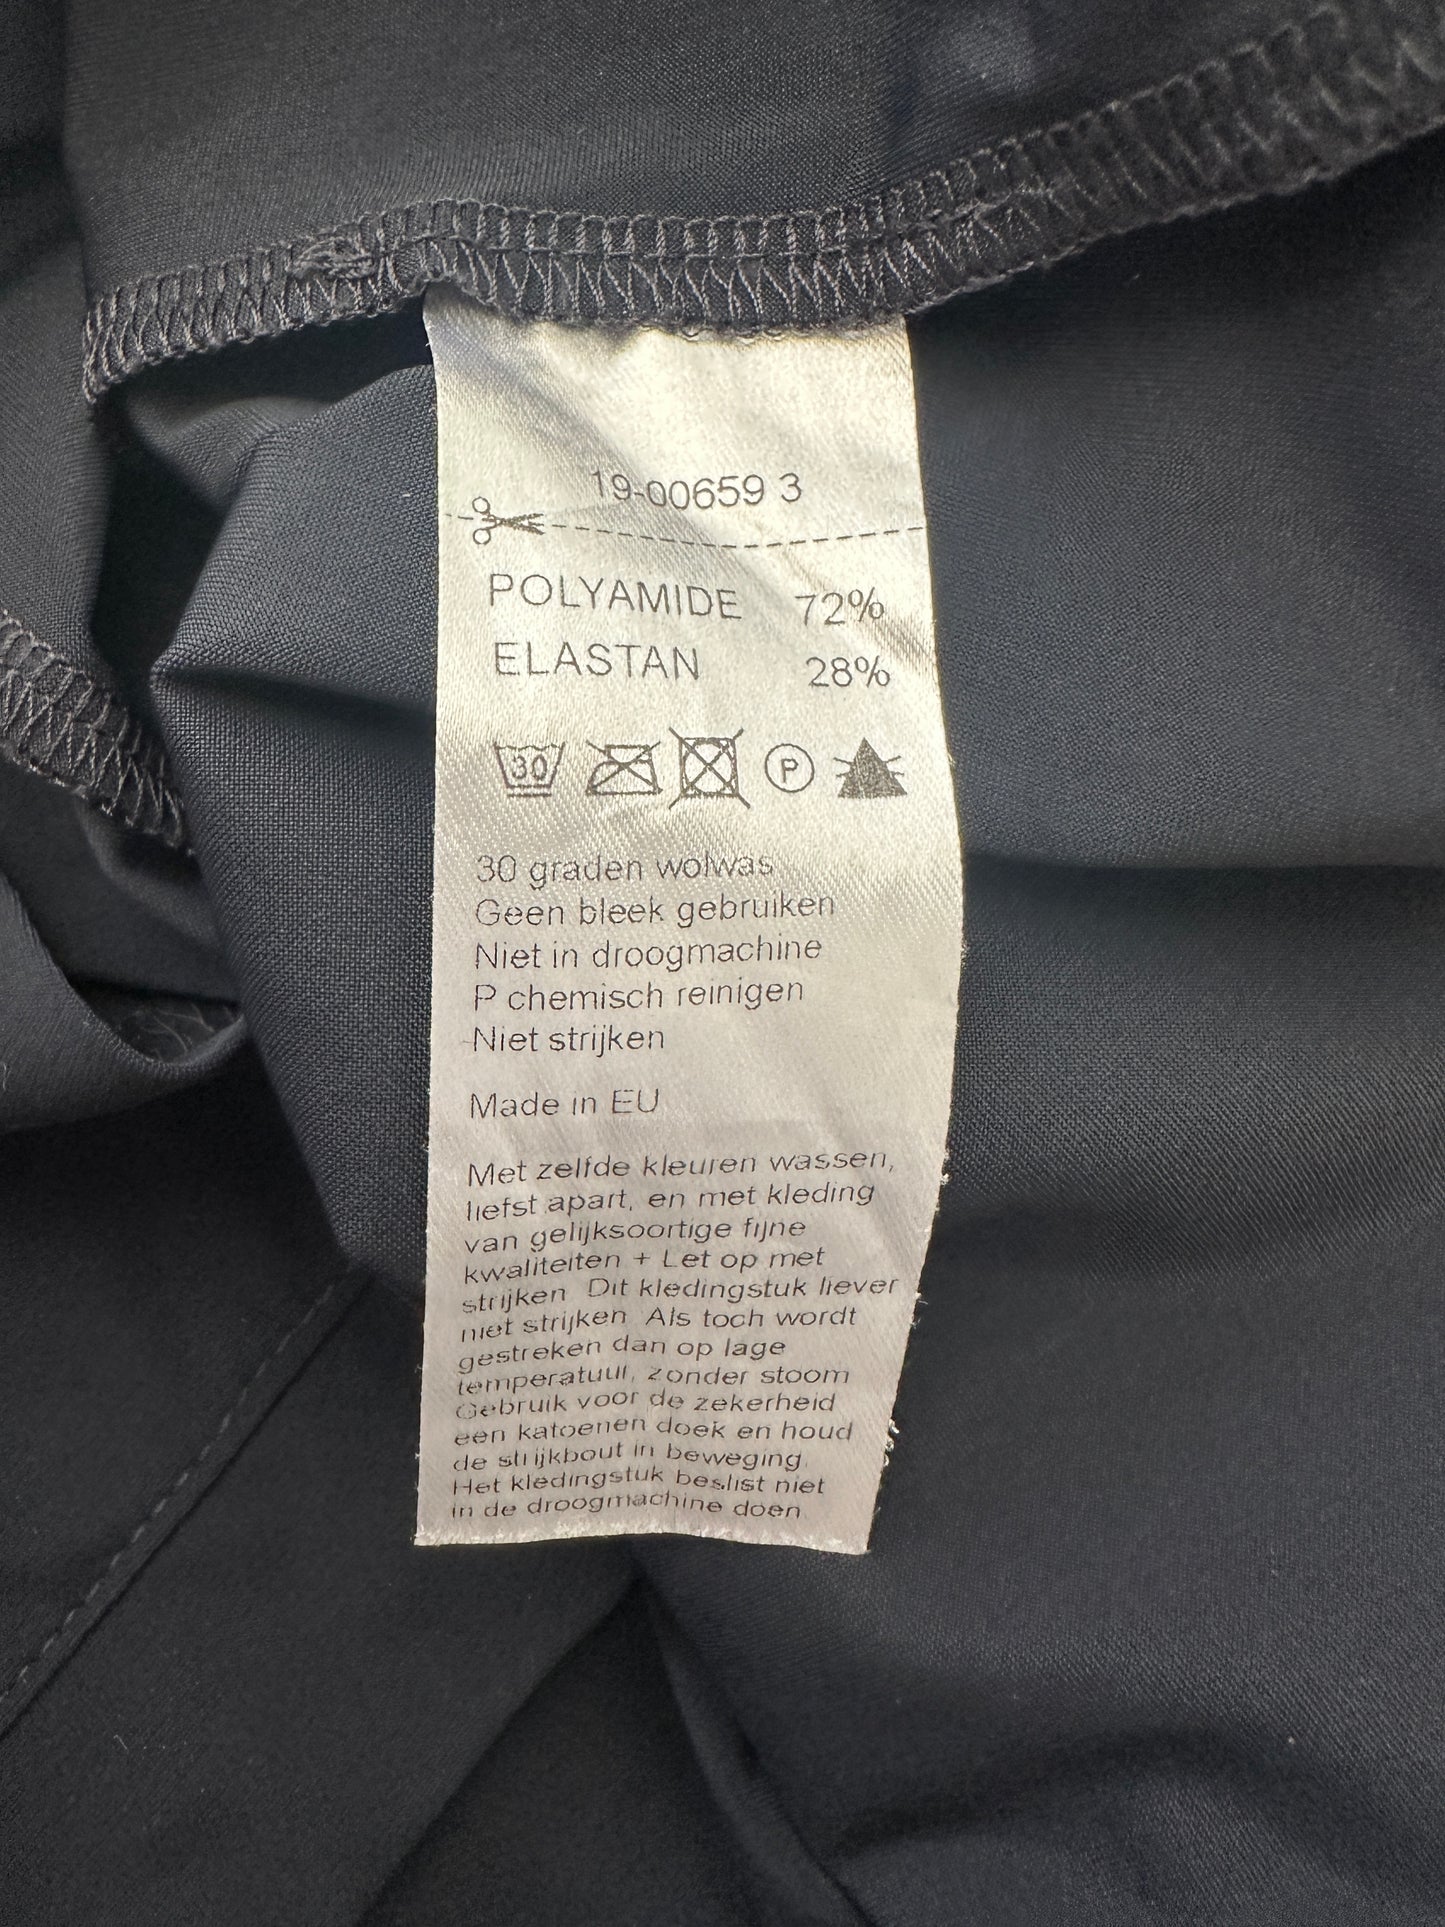 19-00659 3
POLYAMIDE 72%
ELASTAN 28%
30 P
30 graden wolwas
Geen bleek gebruiken
Niet in droogmachine
P chemisch reinigen
Niet strijken
Made in EU
Met zelfde kleuren wassen,
liefst apart, en met kleding
van gelijksoortige fijne
kwaliteiten + Let op met
strijken Dit kledingstuk liever
niet strijken Als toch wordt
gestreken dan op lage
temperatuur, zonder stoom
Gebruik voor de zekerheid
een katoenen doek en houd
de strijkbout in beweging.
Het kledingstuk beslist niet
in de droogmachine doen